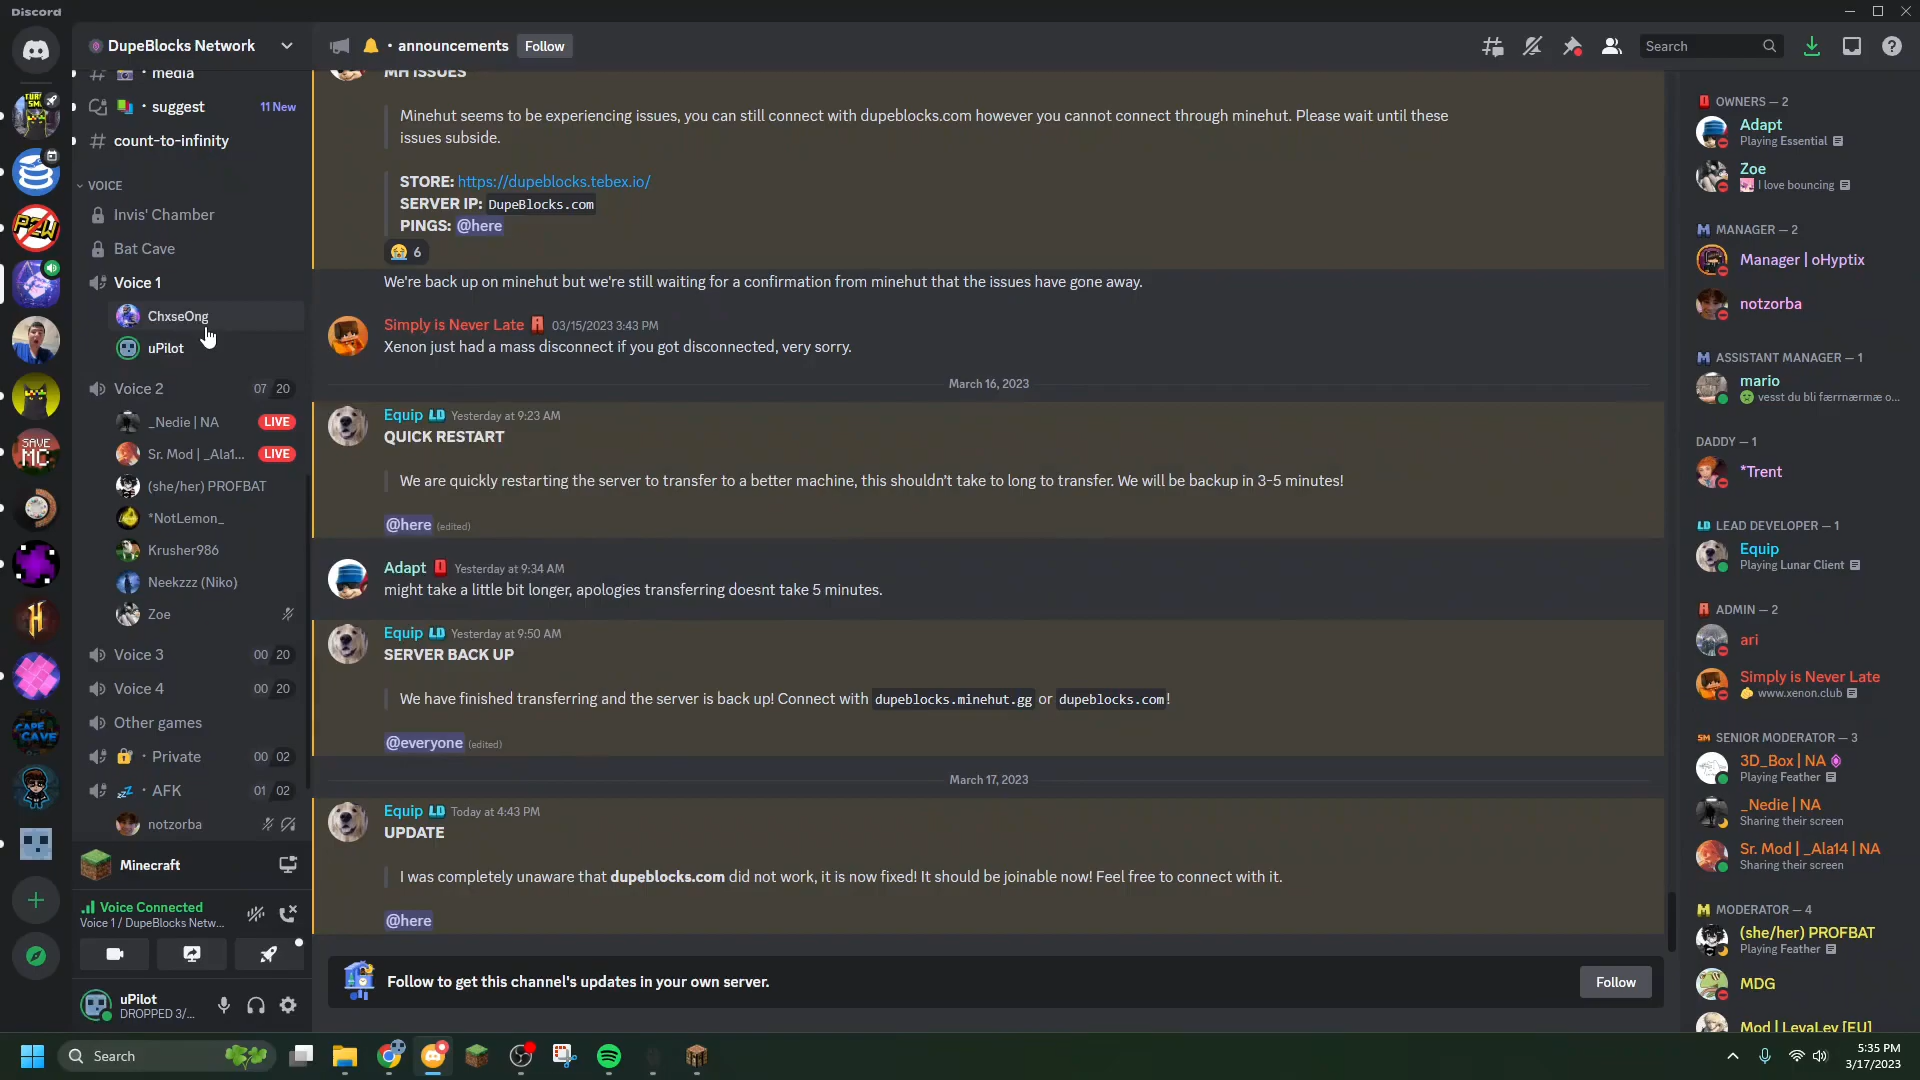 Discord
DupeBlocks Network
• announcements
Follow
Search
• media
• suggest
11 New
count-to-infinity
VOICE
Invis' Chamber
Bat Cave
Voice 1
ChxseOng
uPilot
Voice 2
07 20
_Nedie | NA
LIVE
Sr. Mod | _Ala1...
LIVE
(she/her) PROFBAT
*NotLemon_
Krusher986
Neekzzz (Niko)
Zoe
Voice 3
00 20
Voice 4
00 20
Other games
• Private
00 02
• AFK
01 02
notzorba
Minecraft
Voice Connected
Voice 1 / DupeBlocks Netw...
uPilot
DROPPED 3/...
MH ISSUES
Minehut seems to be experiencing issues, you can still connect with dupeblocks.com however you cannot connect through minehut. Please wait until these
issues subside.
STORE: https://dupeblocks.tebex.io/
SERVER IP: DupeBlocks.com
PINGS: @here
6
We're back up on minehut but we're still waiting for a confirmation from minehut that the issues have gone away.
Simply is Never Late 03/15/2023 3:43 PM
Xenon just had a mass disconnect if you got disconnected, very sorry.
March 16, 2023
Equip LD Yesterday at 9:23 AM
QUICK RESTART
We are quickly restarting the server to transfer to a better machine, this shouldn't take to long to transfer. We will be backup in 3-5 minutes!
@here (edited)
Adapt Yesterday at 9:34 AM
might take a little bit longer, apologies transferring doesnt take 5 minutes.
Equip LD Yesterday at 9:50 AM
SERVER BACK UP
We have finished transferring and the server is back up! Connect with dupeblocks.minehut.gg or dupeblocks.com!
@everyone (edited)
March 17, 2023
Equip LD Today at 4:43 PM
UPDATE
I was completely unaware that dupeblocks.com did not work, it is now fixed! It should be joinable now! Feel free to connect with it.
@here
Follow to get this channel's updates in your own server.
Follow
OWNERS — 2
Adapt
Playing Essential
Zoe
I love bouncing
M MANAGER — 2
Manager | oHyptix
notzorba
M ASSISTANT MANAGER — 1
mario
vesst du bli færrnærmæ o...
DADDY — 1
*Trent
LD LEAD DEVELOPER — 1
Equip
Playing Lunar Client
ADMIN — 2
ari
Simply is Never Late
www.xenon.club
SM SENIOR MODERATOR — 3
3D_Box | NA
Playing Feather
_Nedie | NA
Sharing their screen
Sr. Mod | _Ala14 | NA
Sharing their screen
M MODERATOR — 4
(she/her) PROFBAT
Playing Feather
MDG
Mod | LevaLev [EU]
SAVE
MC
CAPE
CAVE
P2W
Search
5:35 PM
3/17/2023